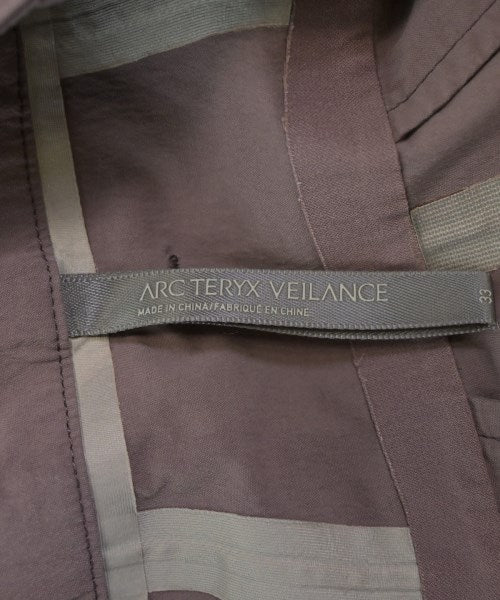 ARC TERYX VEILANCE
MADE IN CHINA/FABRIQUÉ EN CHINE
33